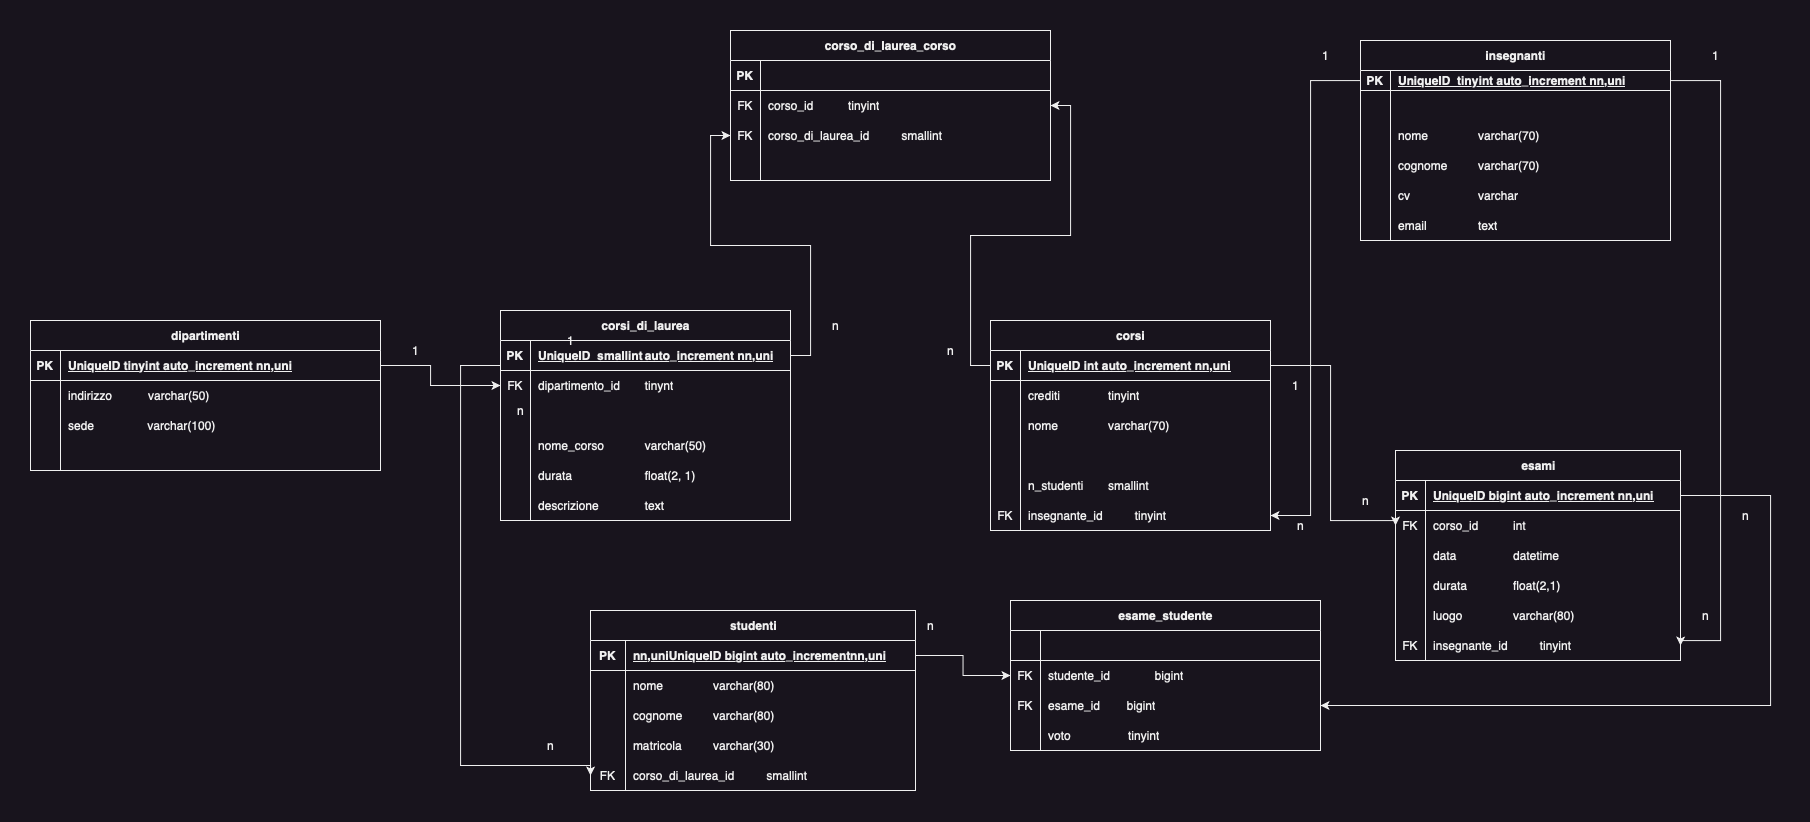 corso_di_laurea_corso
PK
FK corso_id tinyint
FK corso_di_laurea_id smallint
1
1
insegnanti
PK UniqueID tinyint auto_increment nn,uni
nome varchar(70)
cognome varchar(70)
cv varchar
email text
dipartimenti
PK UniqueID tinyint auto_increment nn,uni
indirizzo varchar(50)
sede varchar(100)
1
corsi_di_laurea
1
PK UniqueID smallint auto_increment nn,uni
FK dipartimento_id tinynt
n
nome_corso varchar(50)
durata float(2, 1)
descrizione text
n
n
corsi
PK UniqueID int auto_increment nn,uni
crediti tinyint
nome varchar(70)
n_studenti smallint
FK insegnante_id tinyint
1
n
n
esami
PK UniqueID bigint auto_increment nn,uni
FK corso_id int
data datetime
durata float(2,1)
luogo varchar(80)
FK insegnante_id tinyint
n
n
studenti
PK nn,uniUniqueID bigint auto_incrementnn,uni
nome varchar(80)
cognome varchar(80)
matricola varchar(30)
FK corso_di_laurea_id smallint
n
n
esame_studente
FK studente_id bigint
FK esame_id bigint
voto tinyint